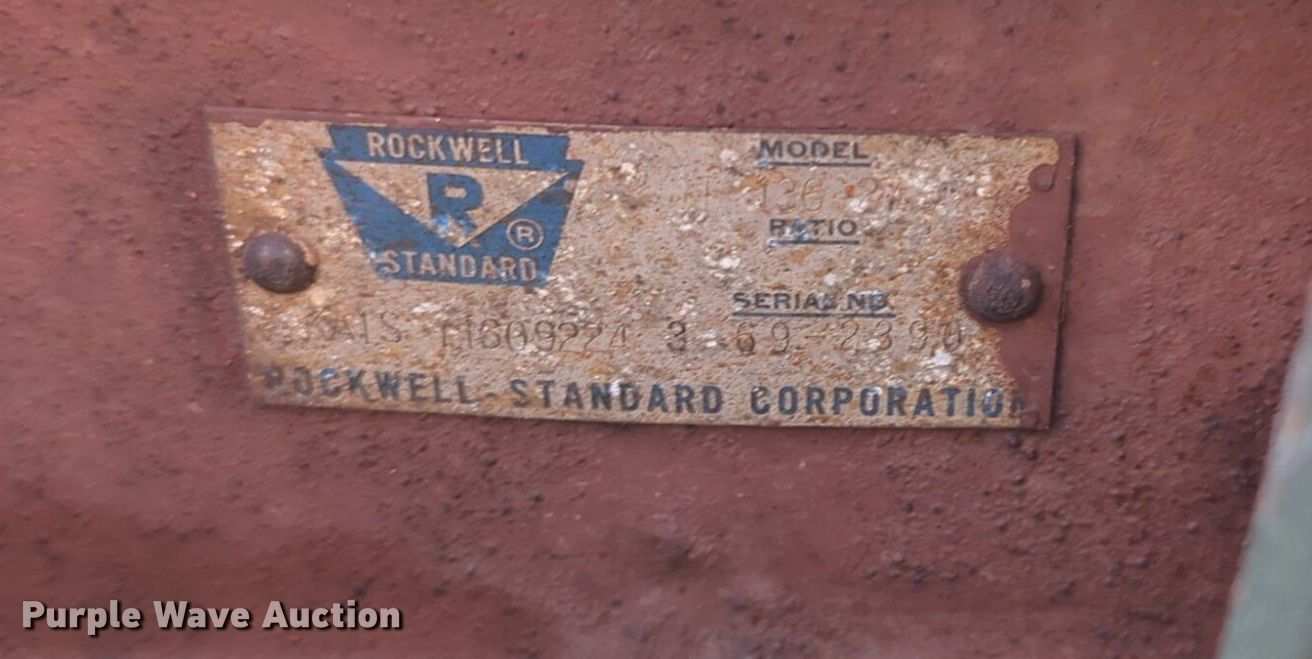 ROCKWELL
R
®
STANDARD
MODEL
RATIO
SERIAL NO.
3 69-2390
ROCKWELL-STANDARD CORPORATION
Purple Wave Auction